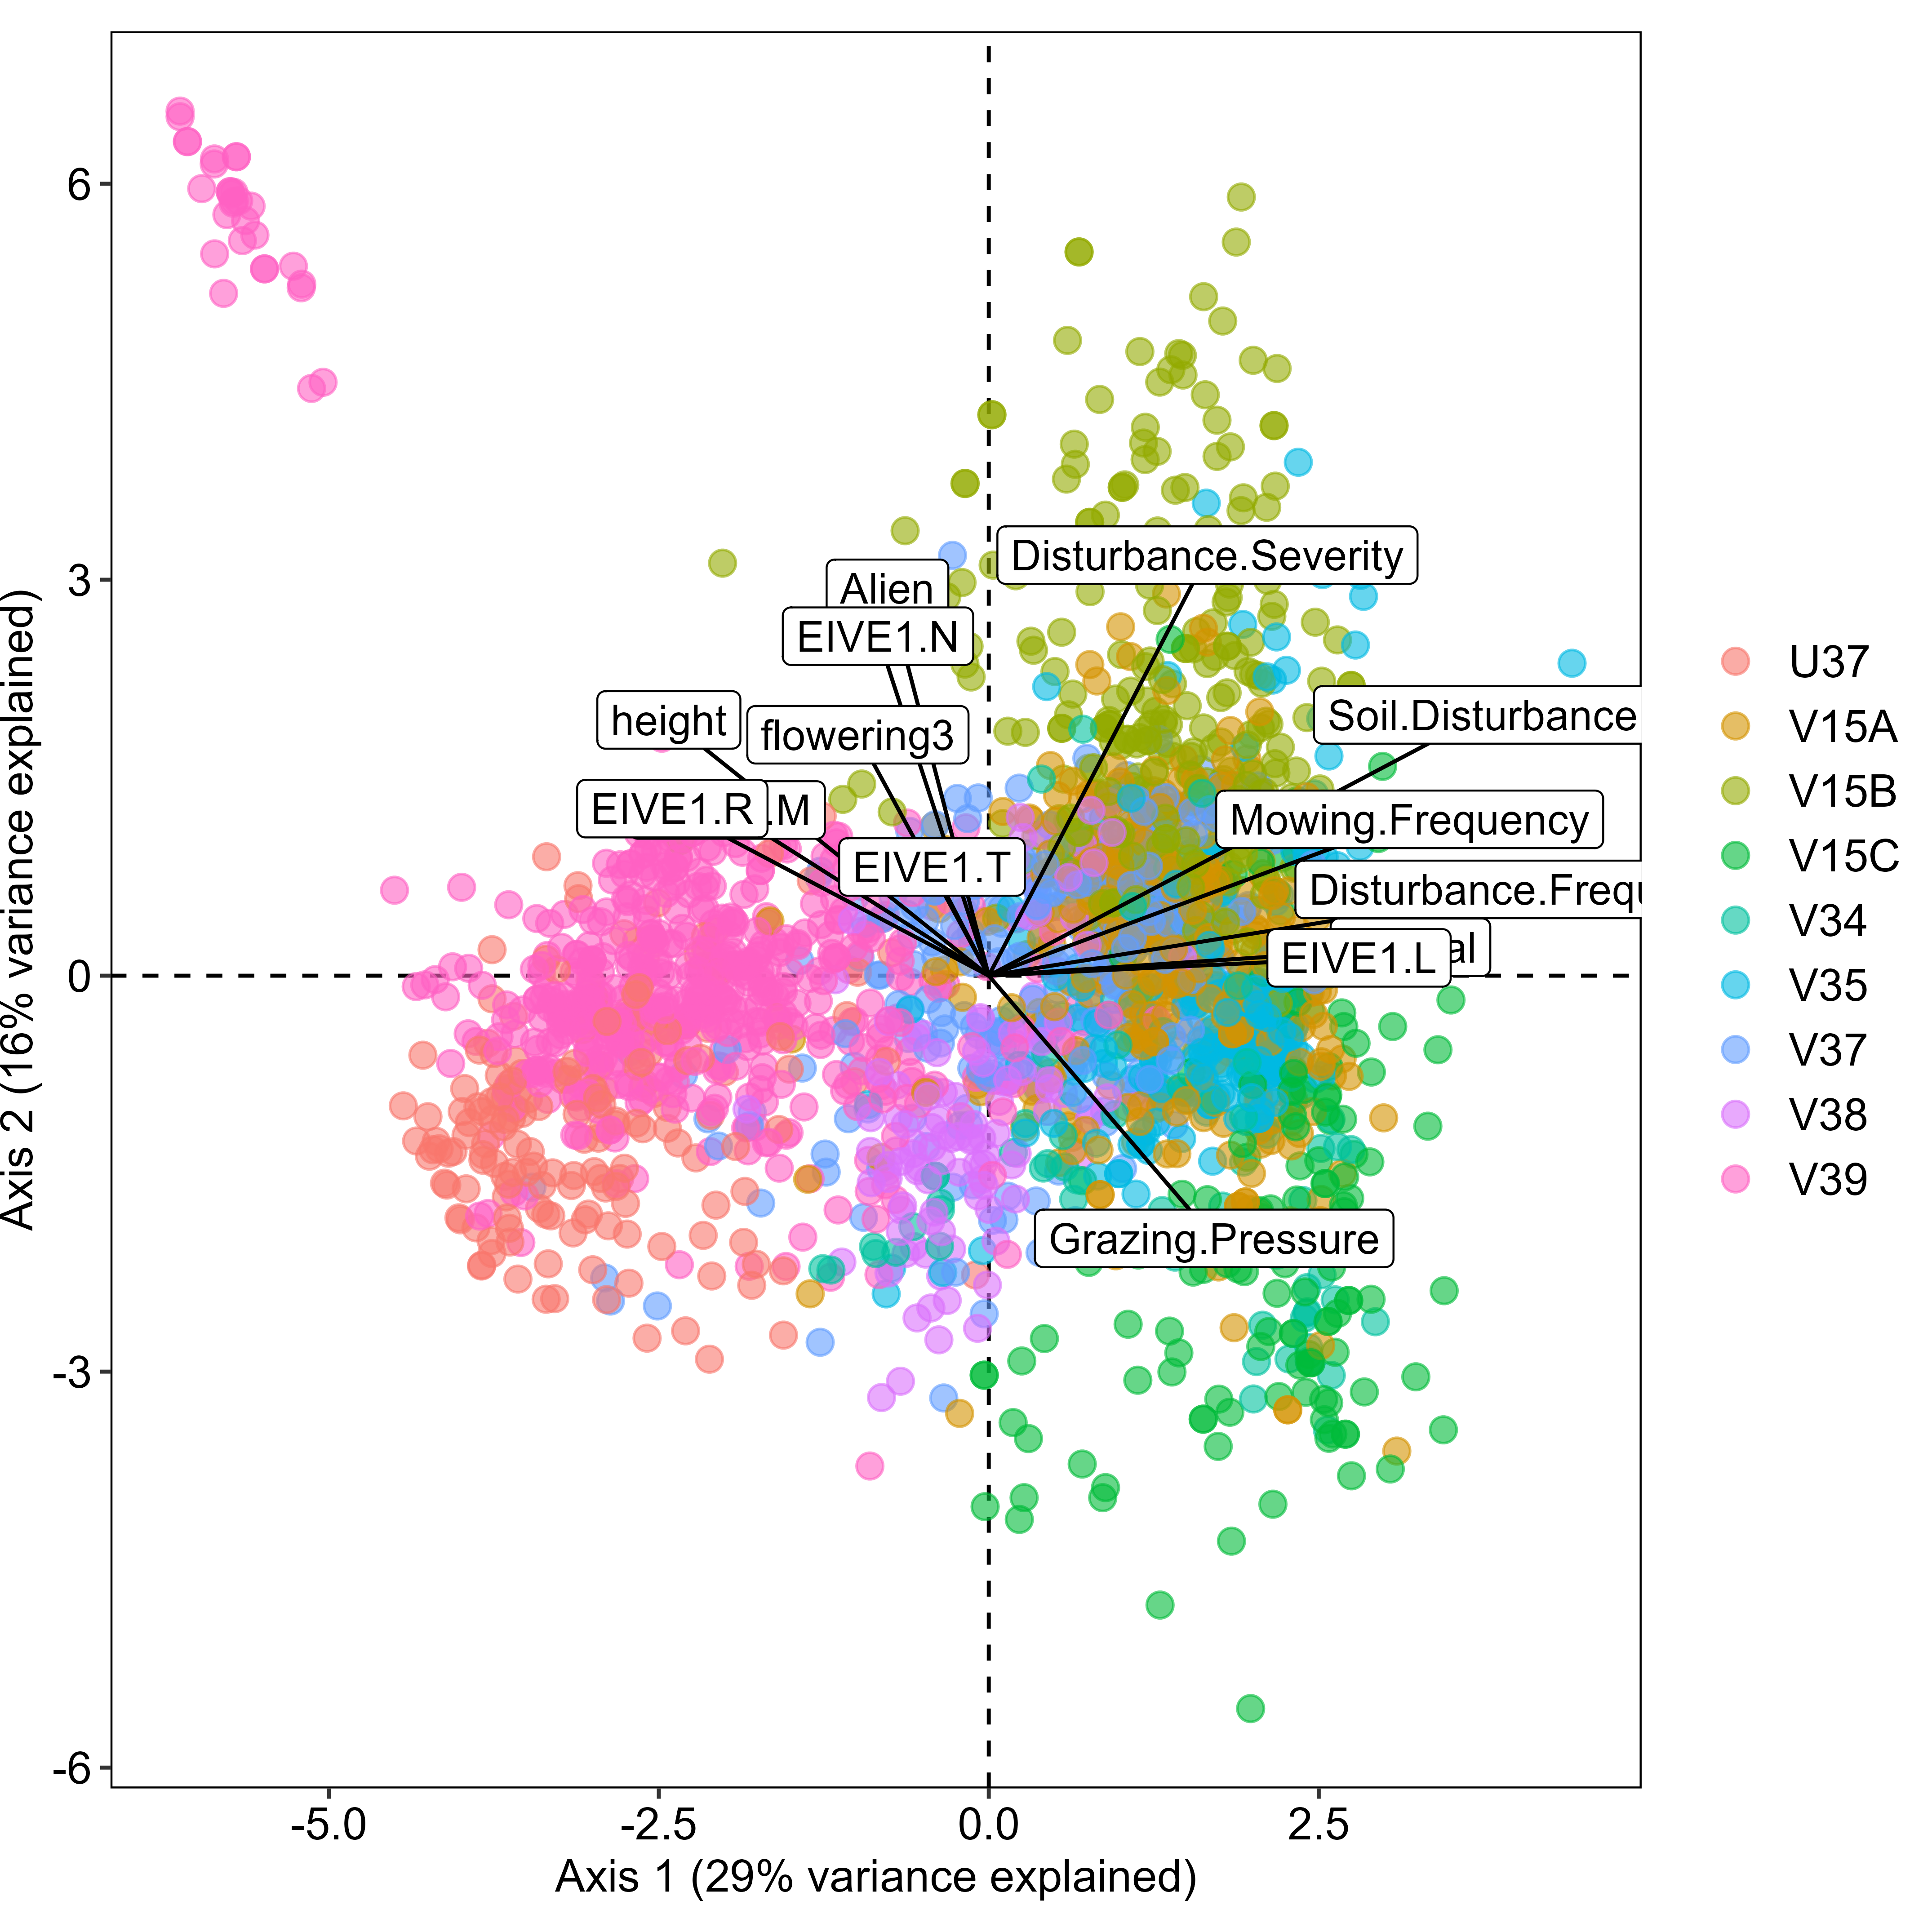 6
3
0
-3
-6
Axis 2 (16% variance explained)
Disturbance.Severity
Alien
EIVE1.N
height
flowering3
Soil.Disturbance
EIVE1.R
.M
Mowing.Frequency
EIVE1.T
Disturbance.Frequ
EIVE1.L
al
Grazing.Pressure
-5.0
-2.5
0.0
2.5
Axis 1 (29% variance explained)
U37
V15A
V15B
V15C
V34
V35
V37
V38
V39